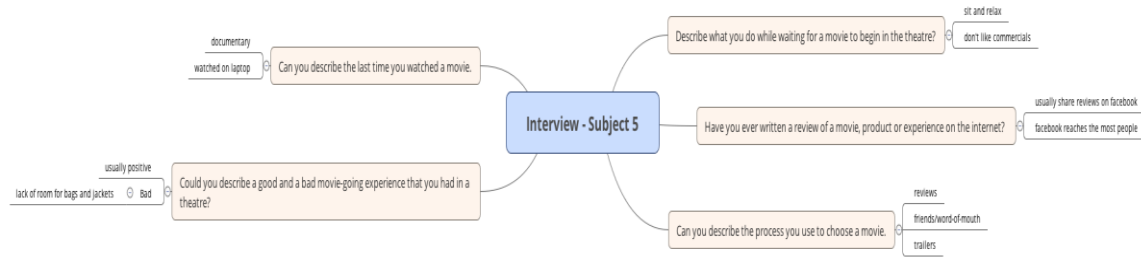 Interview - Subject 5
Describe what you do while waiting for a movie to begin in the theatre?
sit and relax
don't like commercials
Have you ever written a review of a movie, product or experience on the internet?
usually share reviews on facebook
facebook reaches the most people
Can you describe the process you use to choose a movie.
reviews
friends/word-of-mouth
trailers
Can you describe the last time you watched a movie.
documentary
watched on laptop
Could you describe a good and a bad movie-going experience that you had in a
theatre?
usually positive
Bad
lack of room for bags and jackets